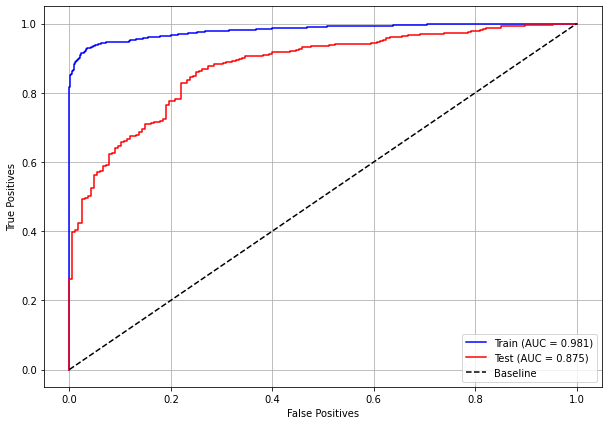 1.0
0.8
0.6
0.4
0.2
0.0
True Positives
0.0 0.2 0.4 0.6 0.8 1.0
False Positives
Train (AUC = 0.981)
Test (AUC = 0.875)
Baseline